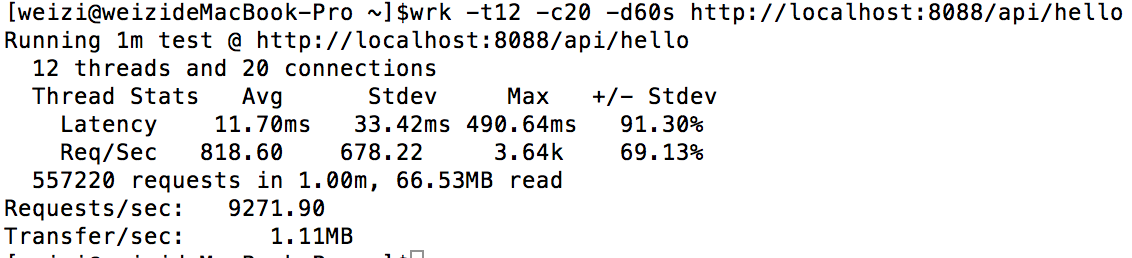 [weizi@weizideMacBook-Pro ~]$wrk -t12 -c20 -d60s http://localhost:8088/api/hello
Running 1m test @ http://localhost:8088/api/hello
  12 threads and 20 connections
  Thread Stats   Avg      Stdev     Max   +/- Stdev
    Latency    11.70ms   33.42ms 490.64ms   91.30%
    Req/Sec   818.60    678.22     3.64k    69.13%
  557220 requests in 1.00m, 66.53MB read
Requests/sec:   9271.90
Transfer/sec:      1.11MB